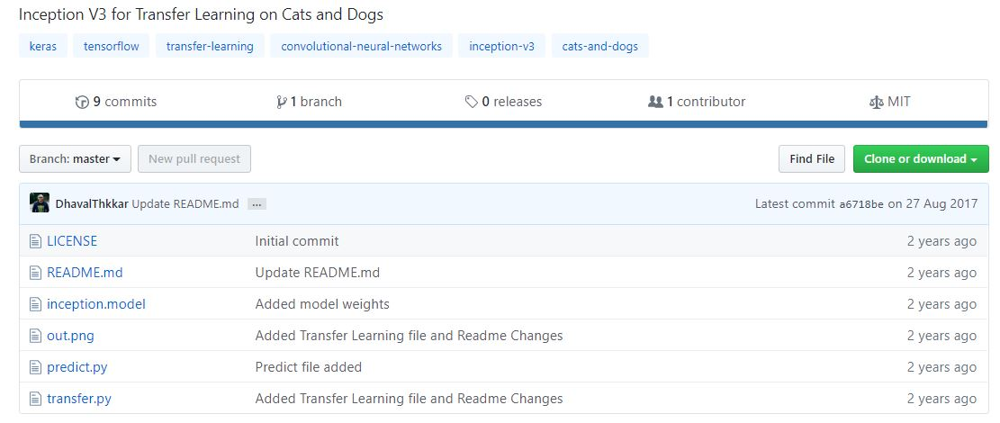 Inception V3 for Transfer Learning on Cats and Dogs
keras tensorflow transfer-learning convolutional-neural-networks inception-v3 cats-and-dogs
9 commits 1 branch 0 releases 1 contributor MIT
Branch: master New pull request Find File Clone or download
DhavalThkkar Update README.md ... Latest commit a6718be on 27 Aug 2017
LICENSE Initial commit 2 years ago
README.md Update README.md 2 years ago
inception.model Added model weights 2 years ago
out.png Added Transfer Learning file and Readme Changes 2 years ago
predict.py Predict file added 2 years ago
transfer.py Added Transfer Learning file and Readme Changes 2 years ago